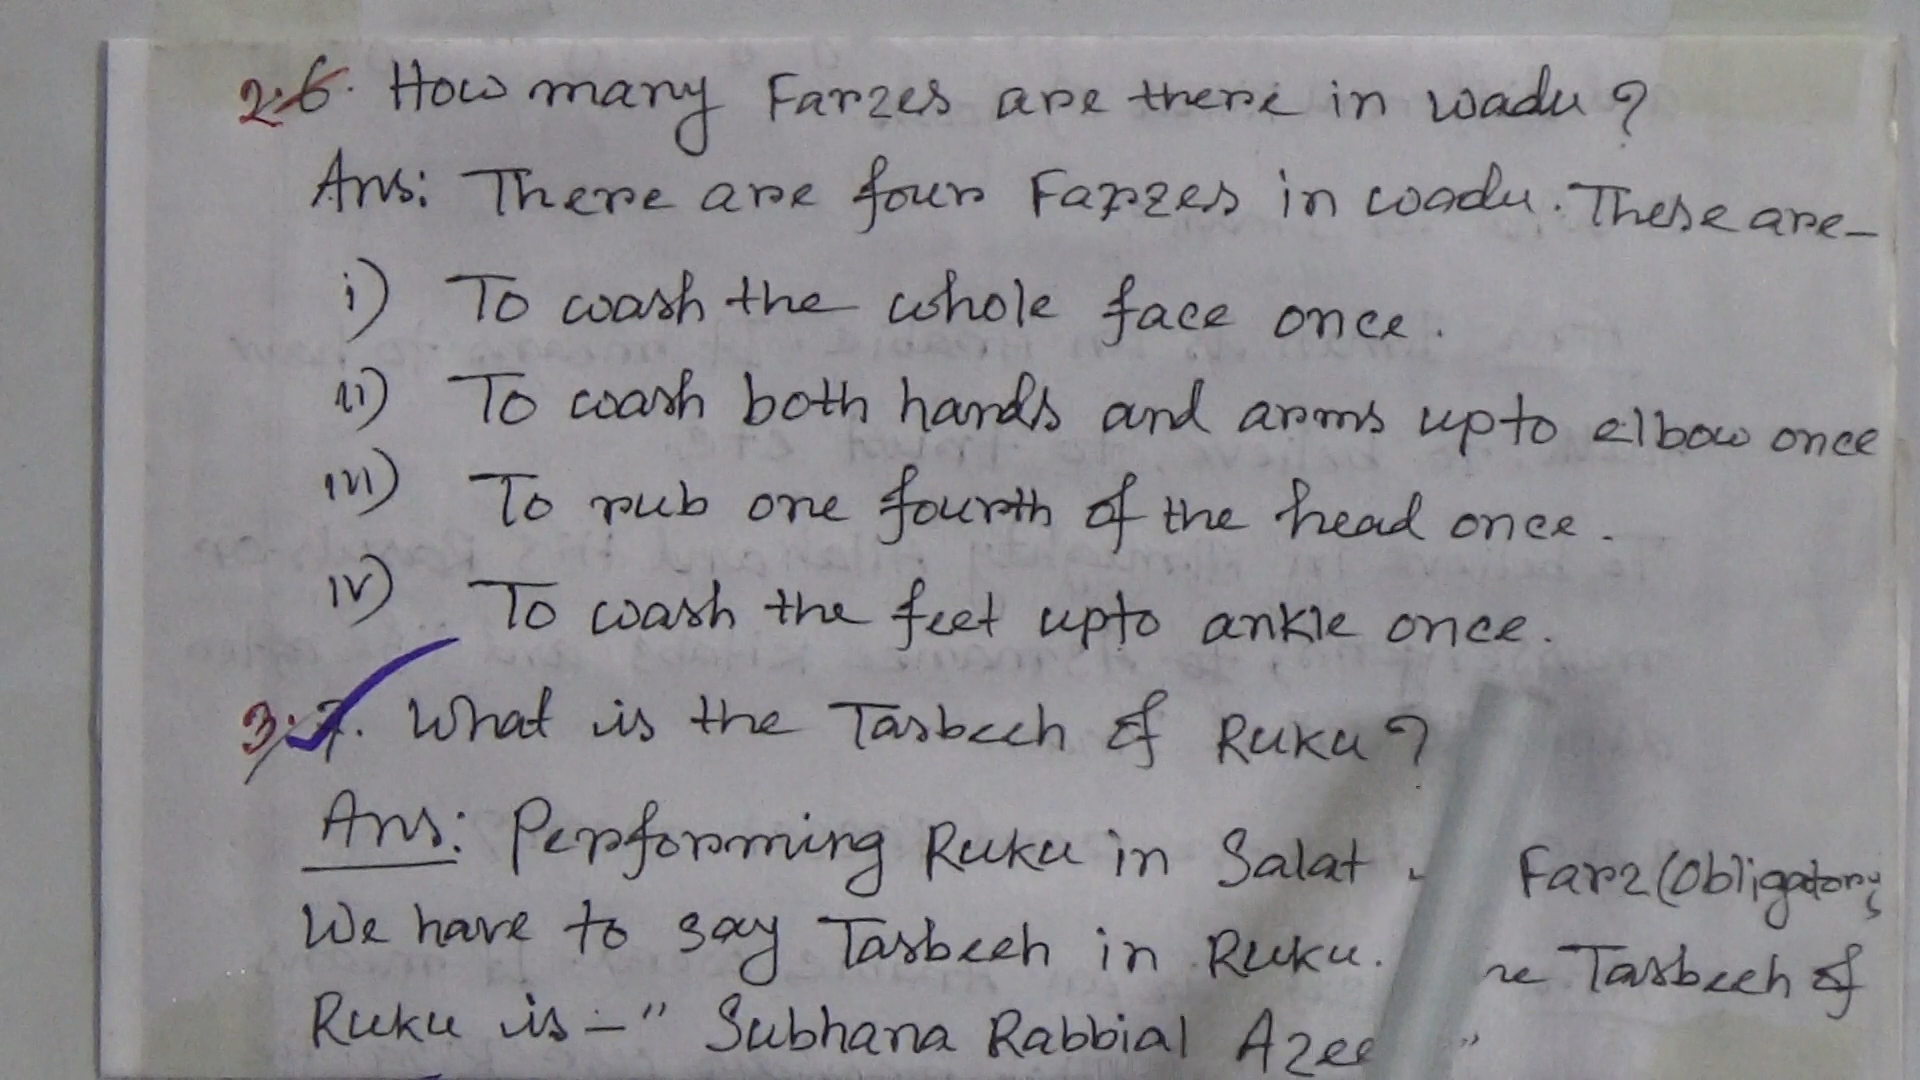 2.6. How many Farzes are there in wadu?
Ans: There are four Farzes in wadu. These are-
i) To wash the whole face once.
ii) To wash both hands and arms upto elbow once
iii) To rub one fourth of the head once.
iv) To wash the feet upto ankle once.
3.7. What is the Tasbeeh of Ruku?
Ans: Performing Ruku in Salat Farz (Obligatory
We have to say Tasbeeh in Ruku. Tasbeeh of
Ruku is - " Subhana Rabbial "